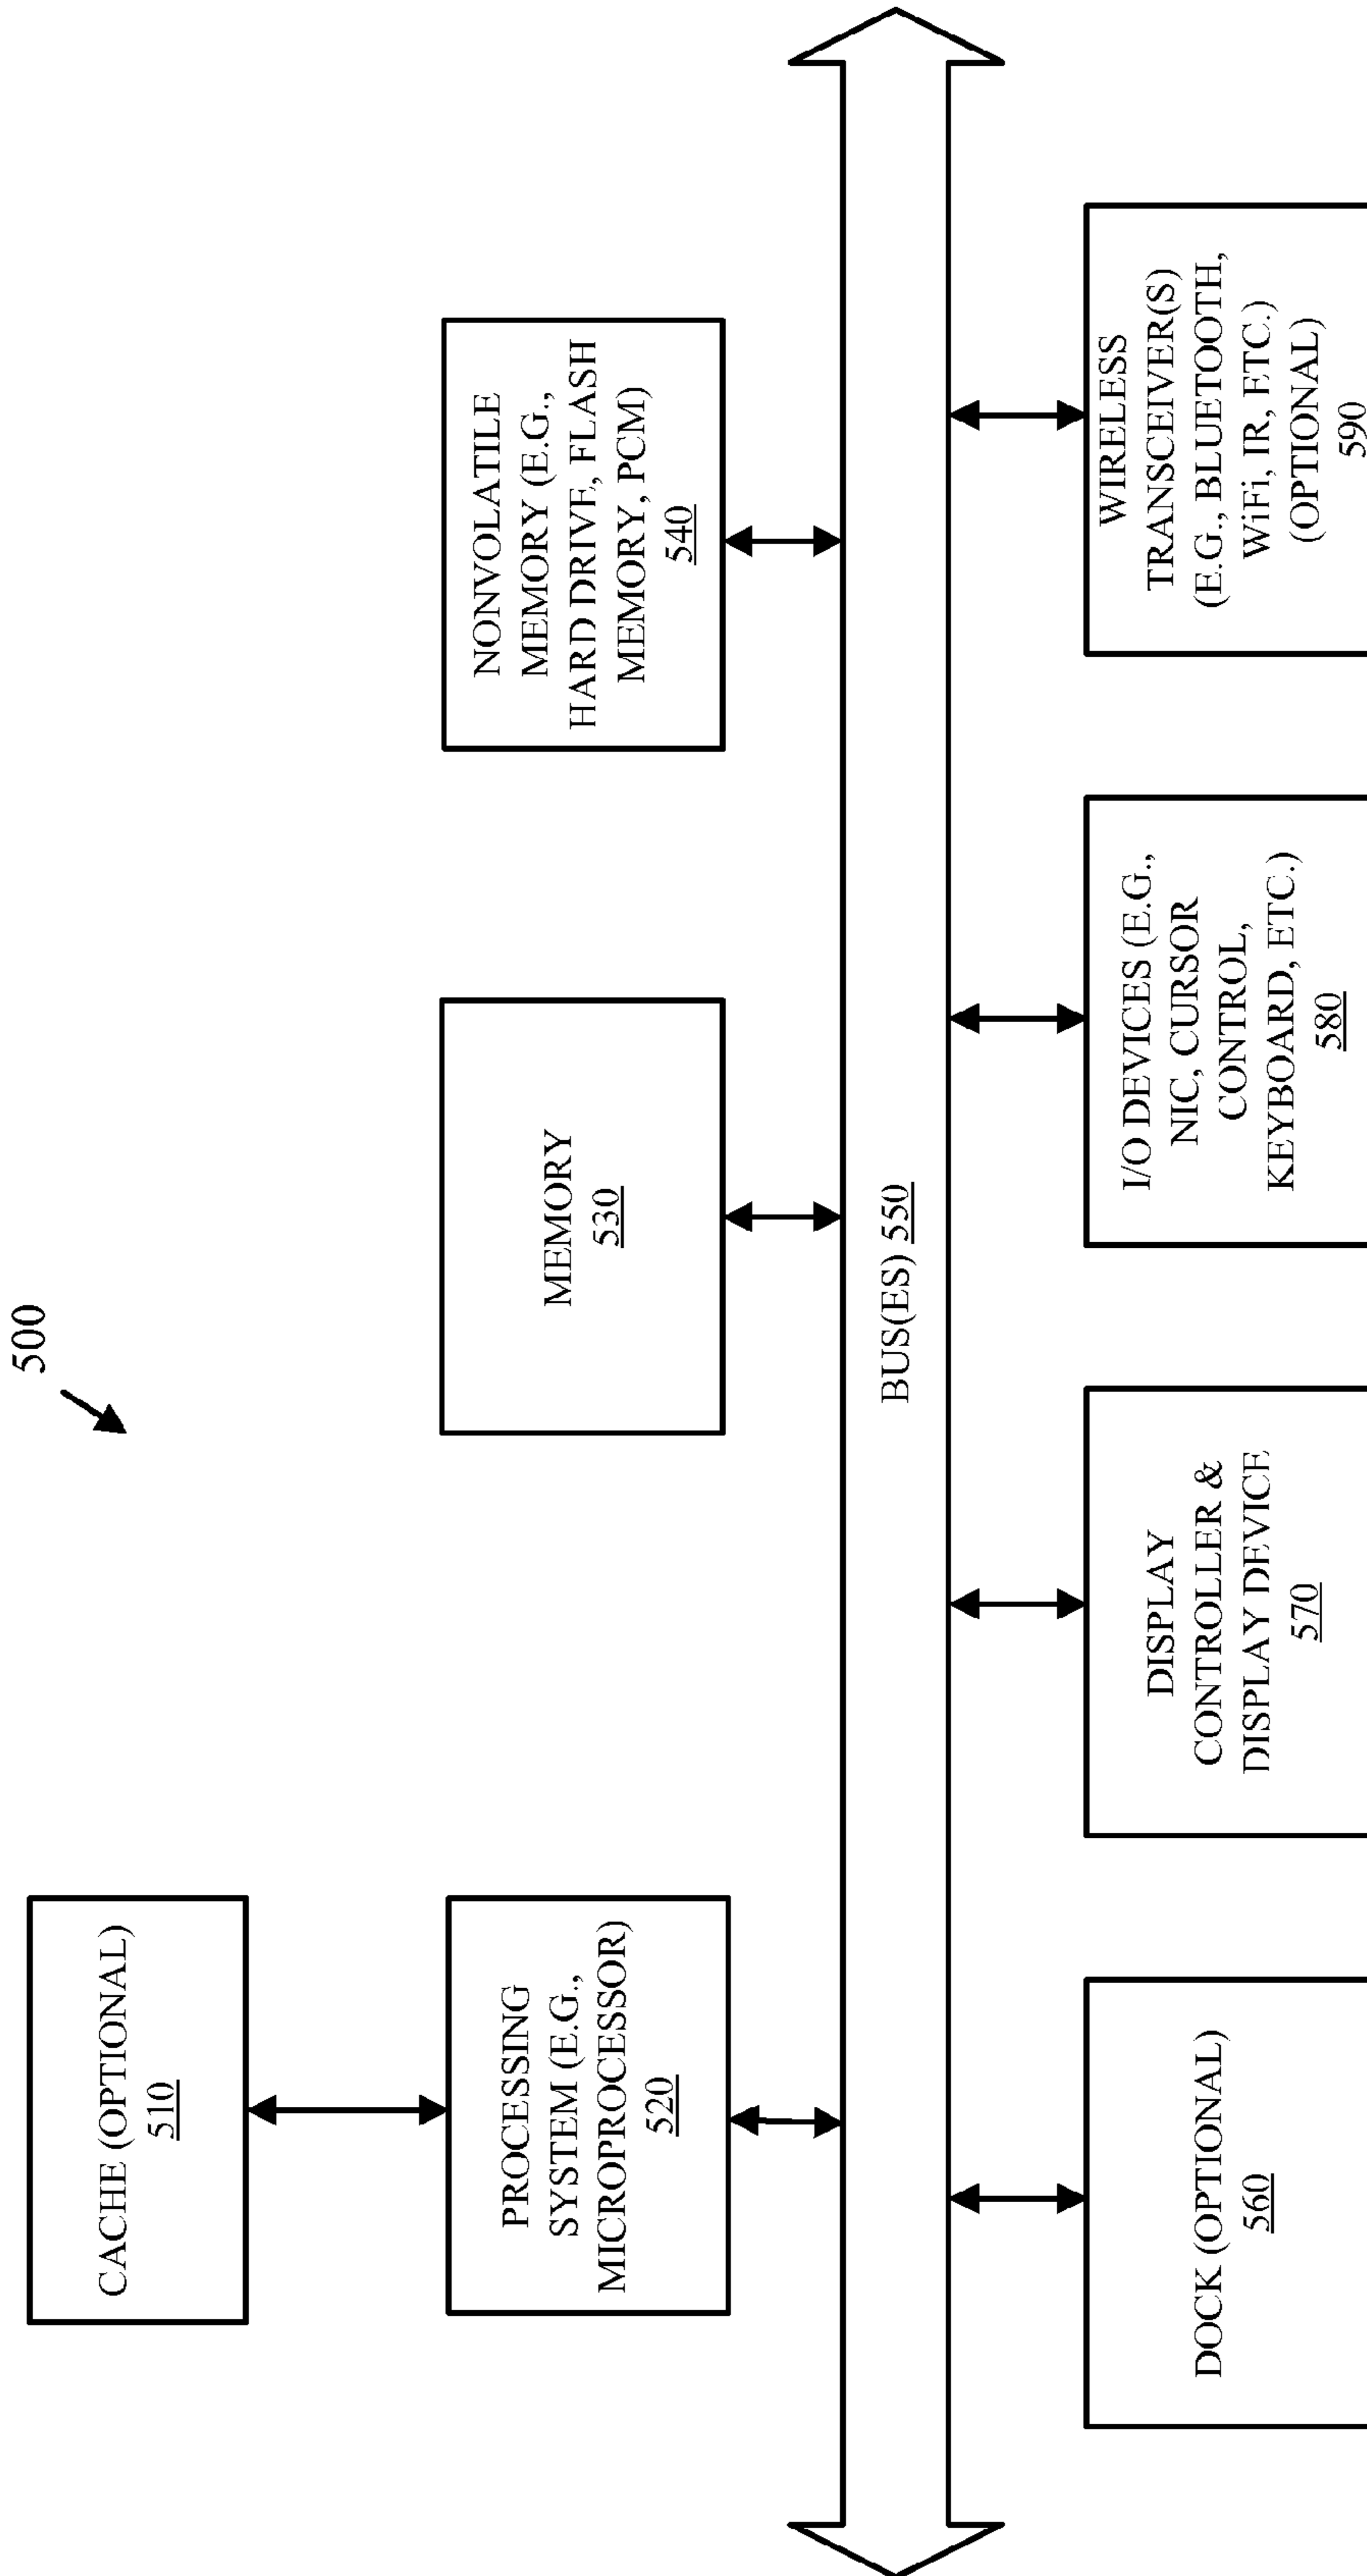 500
CACHE (OPTIONAL)
510
PROCESSING
SYSTEM (E.G.,
MICROPROCESSOR)
520
MEMORY
530
NONVOLATILE
MEMORY (E.G.,
HARD DRIVE, FLASH
MEMORY, PCM)
540
BUS(ES) 550
DOCK (OPTIONAL)
560
DISPLAY
CONTROLLER &
DISPLAY DEVICE
570
I/O DEVICES (E.G.,
NIC, CURSOR
CONTROL,
KEYBOARD, ETC.)
580
WIRELESS
TRANSCEIVER(S)
(E.G., BLUETOOTH,
WiFi, IR, ETC.)
(OPTIONAL)
590